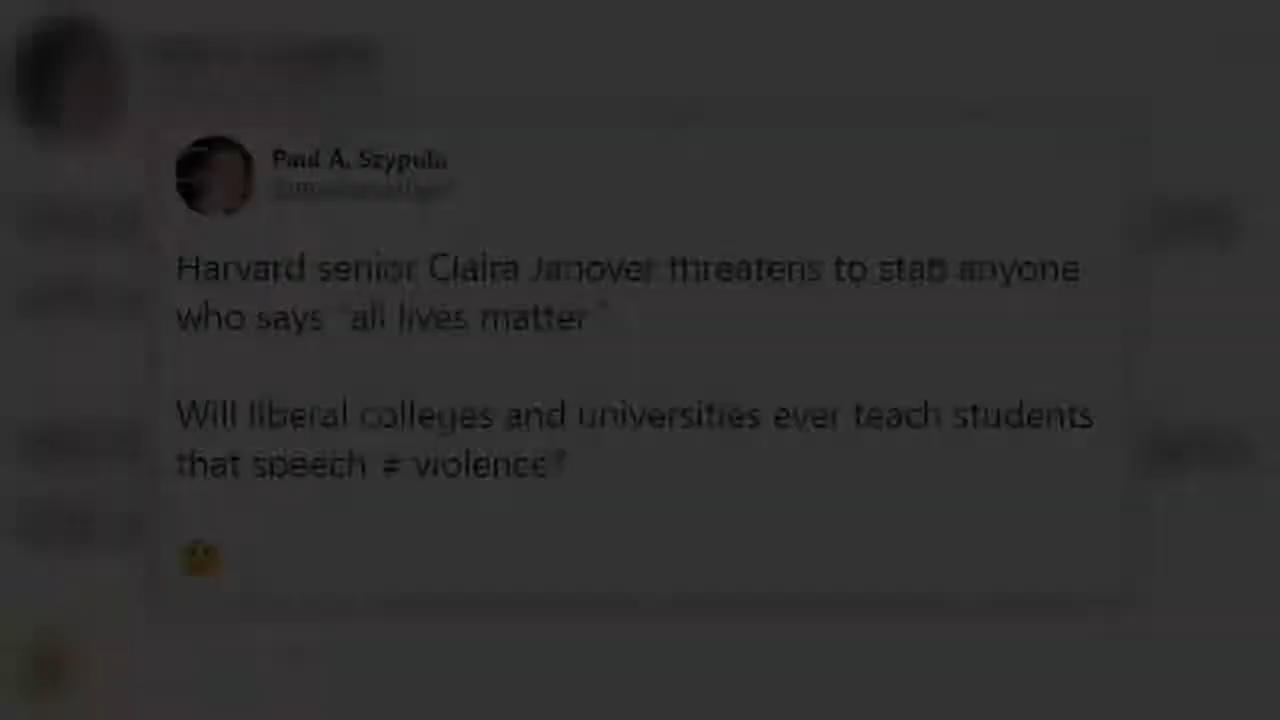 Paul A. Szypula
Harvard senior Claira Janover threatens to stab anyone
who says "all lives matter"
Will liberal colleges and universities ever teach students
that speech ≠ violence?